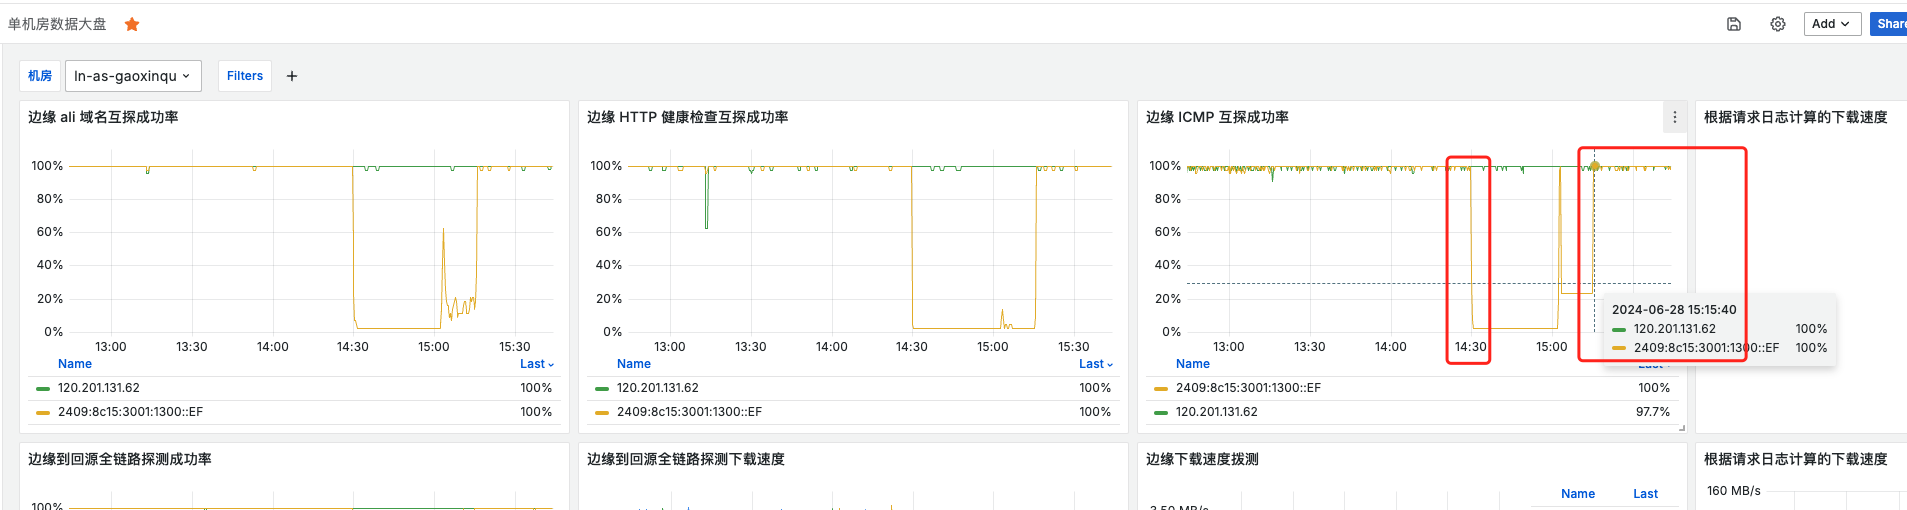 单机房数据大盘
Add
Share
机房
ln-as-gaoxinqu
Filters
边缘 ali 域名互探成功率
100%
80%
60%
40%
20%
0%
13:00 13:30 14:00 14:30 15:00 15:30
Name Last
120.201.131.62 100%
2409:8c15:3001:1300::EF 100%
边缘 HTTP 健康检查互探成功率
100%
80%
60%
40%
20%
0%
13:00 13:30 14:00 14:30 15:00 15:30
Name Last
120.201.131.62 100%
2409:8c15:3001:1300::EF 100%
边缘 ICMP 互探成功率
100%
80%
60%
40%
20%
0%
13:00 13:30 14:00 14:30 15:00
2024-06-28 15:15:40
120.201.131.62 100%
2409:8c15:3001:1300::EF 100%
Name Last
2409:8c15:3001:1300::EF 100%
120.201.131.62 97.7%
根据请求日志计算的下载速度
边缘到回源全链路探测成功率
100%
边缘到回源全链路探测下载速度
边缘下载速度拨测
Name Last
3.50 MB/s
根据请求日志计算的下载速度
160 MB/s